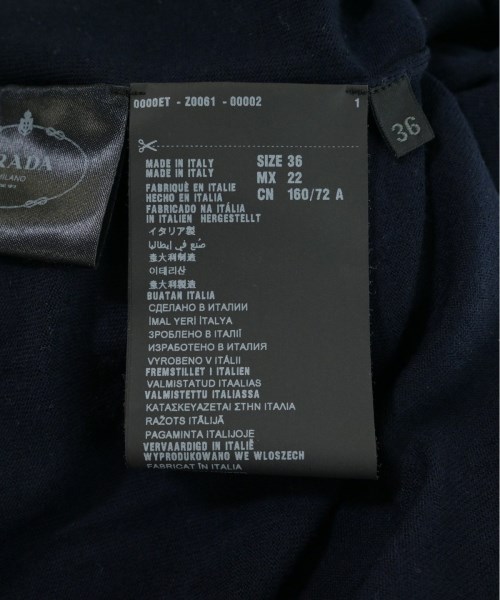 0000ET - Z0061 - 00002 1
MADE IN ITALY
MADE IN ITALY
FABRIQUÉ EN ITALIE
HECHO EN ITALIA
FABRICADO NA ITÁLIA
IN ITALIEN HERGESTELLT
イタリア製
صنع في إيطاليا
意大利制造
이테리산
意大利製造
BUATAN ITALIA
СДЕЛАНО В ИТАЛИИ
İMAL YERİ İTALYA
ЗРОБЛЕНО В ІТАЛІЇ
ИЗРАБОТЕНО В ИТАЛИЯ
VYROBENO V ITÁLII
FREMSTILLET I ITALIEN
VALMISTATUD ITAALIAS
VALMISTETTU ITALIASSA
ΚΑΤΑΣΚΕΥΑΖΕΤΑΙ ΣΤΗΝ ΙΤΑΛΙΑ
RAŽOTS ITĀLIJĀ
PAGAMINTA ITALIJOJE
VERVAARDIGD IN ITALIË
WYPRODUKOWANO WE WLOSZECH
FABRICAT ÎN ITALIA
SIZE 36
MX 22
CN 160/72 A
36
RADA
MILANO